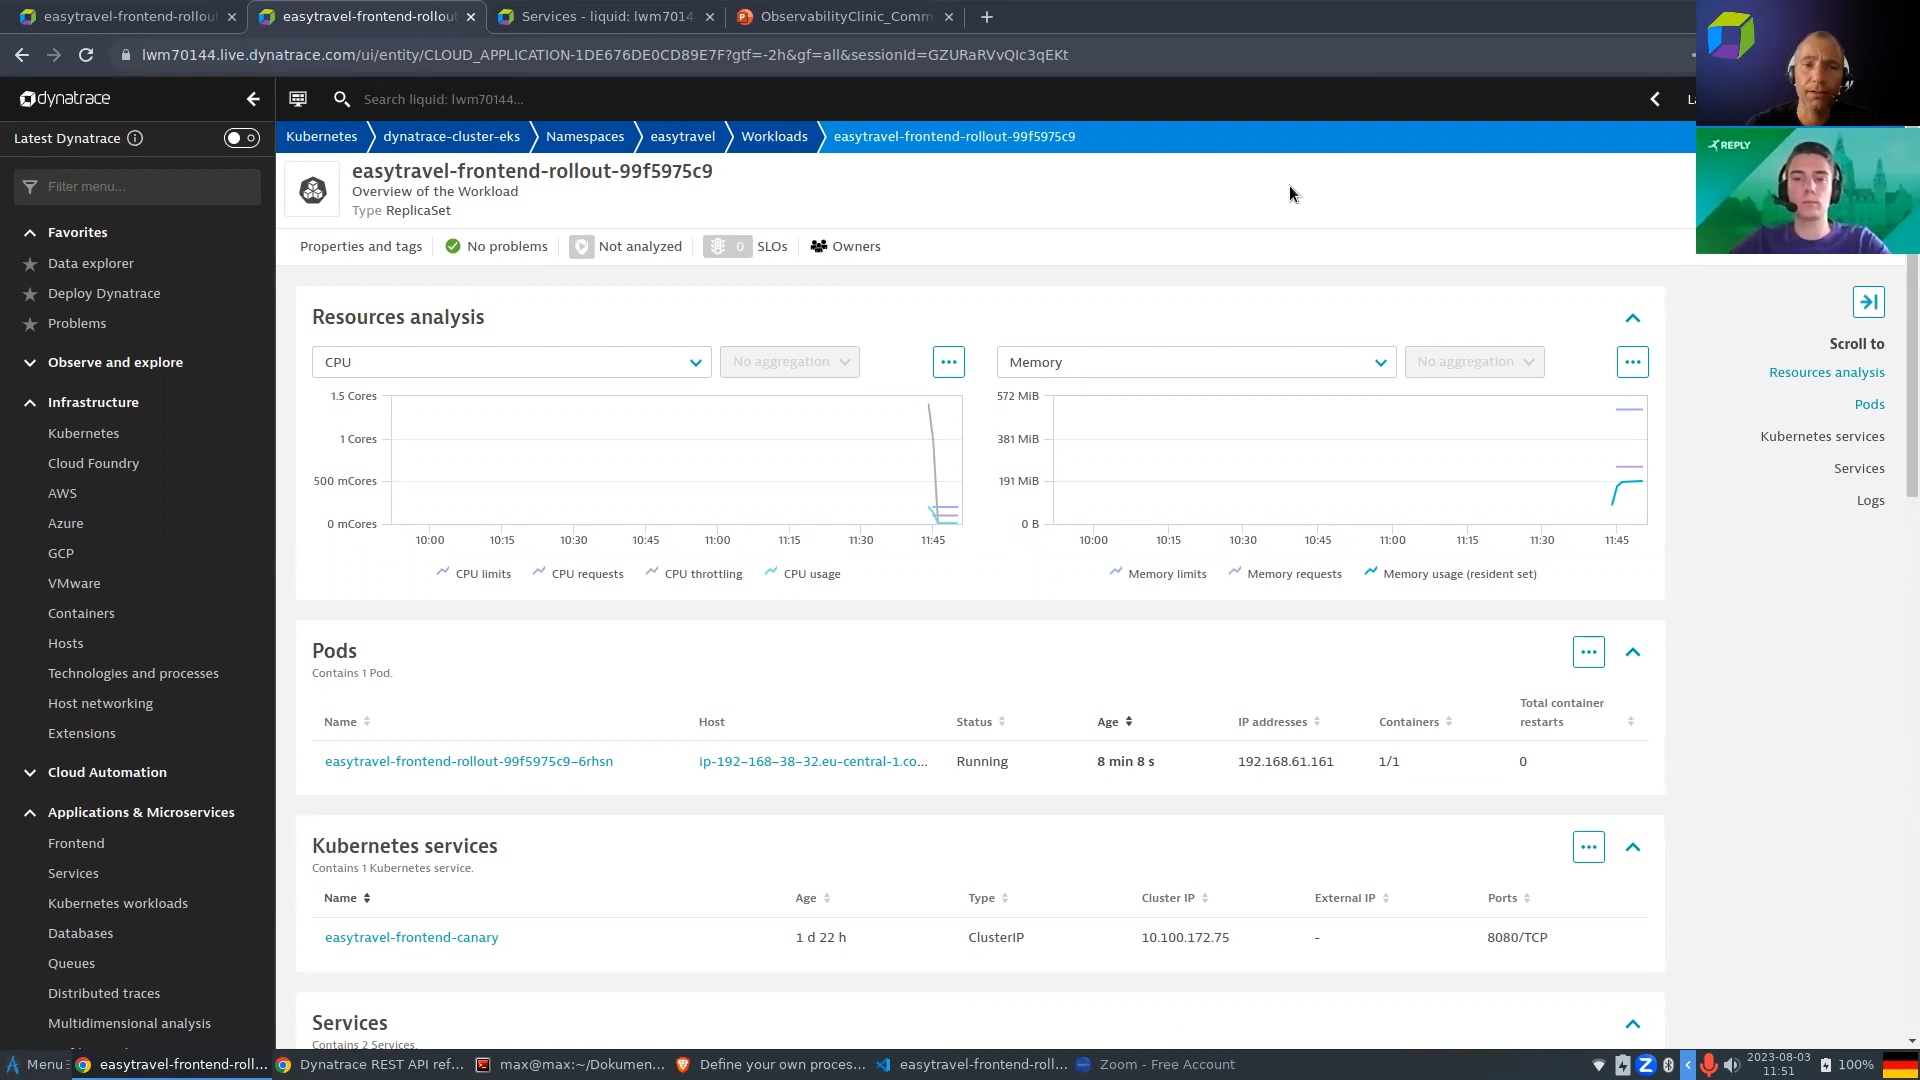 easytravel-frontend-rollout
easytravel-frontend-rollout
Services - liquid: lwm70144
ObservabilityClinic_Comm
lwm70144.live.dynatrace.com/ui/entity/CLOUD_APPLICATION-1DE676DE0CD89E7F?gtf=-2h&gf=all&sessionId=GZURaRVvQIc3qEKt
dynatrace
Search liquid: lwm70144...
Latest Dynatrace
Kubernetes
dynatrace-cluster-eks
Namespaces
easytravel
Workloads
easytravel-frontend-rollout-99f5975c9
REPLY
easytravel-frontend-rollout-99f5975c9
Overview of the Workload
Type ReplicaSet
Filter menu...
Properties and tags
No problems
Not analyzed
0 SLOs
Owners
Favorites
Data explorer
Deploy Dynatrace
Problems
Observe and explore
Infrastructure
Kubernetes
Cloud Foundry
AWS
Azure
GCP
VMware
Containers
Hosts
Technologies and processes
Host networking
Extensions
Cloud Automation
Applications & Microservices
Frontend
Services
Kubernetes workloads
Databases
Queues
Distributed traces
Multidimensional analysis
Resources analysis
CPU
No aggregation
Memory
No aggregation
1.5 Cores
1 Cores
500 mCores
0 mCores
10:00 10:15 10:30 10:45 11:00 11:15 11:30 11:45
CPU limits CPU requests CPU throttling CPU usage
572 MiB
381 MiB
191 MiB
0 B
10:00 10:15 10:30 10:45 11:00 11:15 11:30 11:45
Memory limits Memory requests Memory usage (resident set)
Scroll to
Resources analysis
Pods
Kubernetes services
Services
Logs
Pods
Contains 1 Pod.
Name Host Status Age IP addresses Containers Total container restarts
easytravel-frontend-rollout-99f5975c9-6rhsn ip-192-168-38-32.eu-central-1.co... Running 8 min 8 s 192.168.61.161 1/1 0
Kubernetes services
Contains 1 Kubernetes service.
Name Age Type Cluster IP External IP Ports
easytravel-frontend-canary 1 d 22 h ClusterIP 10.100.172.75 - 8080/TCP
Services
Contains 2 Services.
Menu
easytravel-frontend-roll...
Dynatrace REST API ref...
max@max:~/Dokumen...
Define your own proces...
easytravel-frontend-roll...
Zoom - Free Account
2023-08-03
11:51
100%